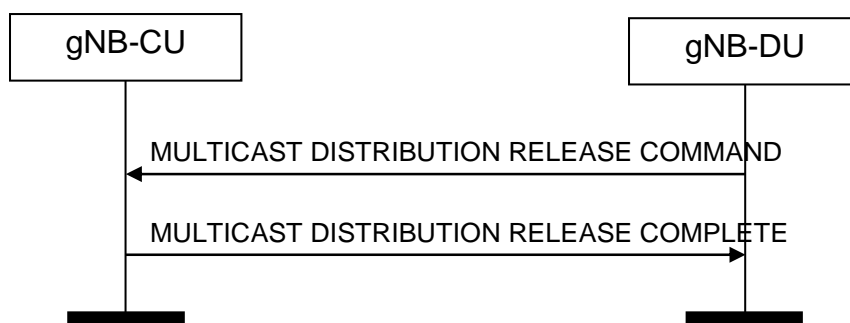 gNB-CU
gNB-DU
MULTICAST DISTRIBUTION RELEASE COMMAND
MULTICAST DISTRIBUTION RELEASE COMPLETE